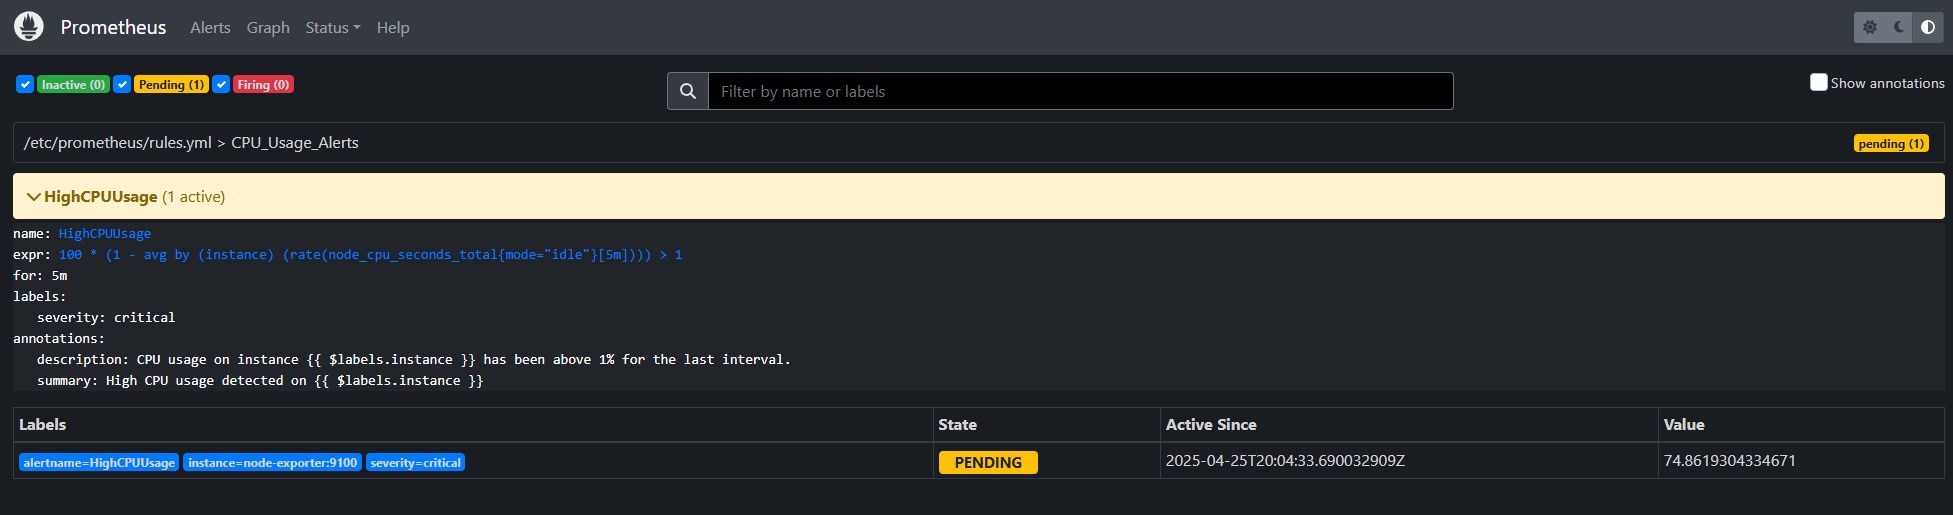 Prometheus Alerts Graph Status Help
Inactive (0) Pending (1) Firing (0) Filter by name or labels Show annotations
/etc/prometheus/rules.yml > CPU_Usage_Alerts pending (1)
HighCPUUsage (1 active)
name: HighCPUUsage
expr: 100 * (1 - avg by (instance) (rate(node_cpu_seconds_total{mode="idle"}[5m]))) > 1
for: 5m
labels:
severity: critical
annotations:
description: CPU usage on instance {{ $labels.instance }} has been above 1% for the last interval.
summary: High CPU usage detected on {{ $labels.instance }}
Labels State Active Since Value
alertname=HighCPUUsage instance=node-exporter:9100 severity=critical PENDING 2025-04-25T20:04:33.690032909Z 74.8619304334671